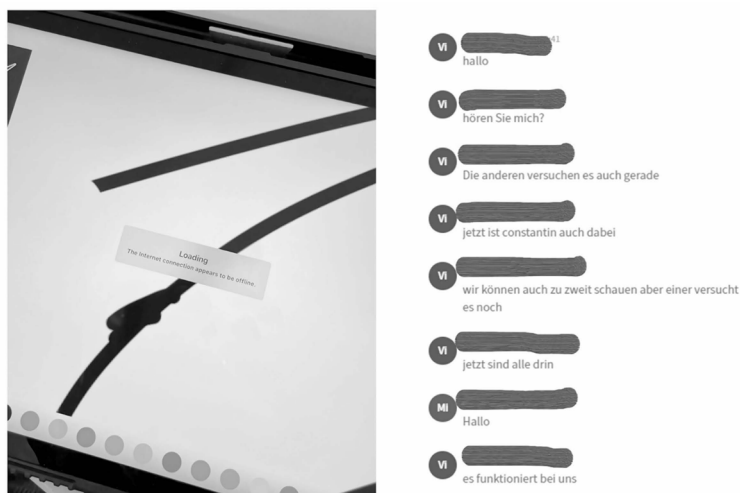 Loading
The Internet connection appears to be offline.
VI
41
hallo
VI
hören Sie mich?
VI
Die anderen versuchen es auch gerade
VI
jetzt ist constantin auch dabei
VI
wir können auch zu zweit schauen aber einer versucht
es noch
VI
jetzt sind alle drin
MI
Hallo
VI
es funktioniert bei uns